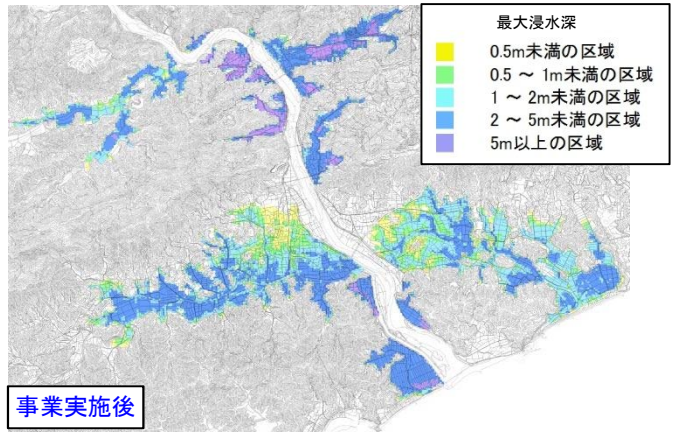 最大浸水深
0.5m未満の区域
0.5 ～ 1m未満の区域
1 ～ 2m未満の区域
2 ～ 5m未満の区域
5m以上の区域
事業実施後